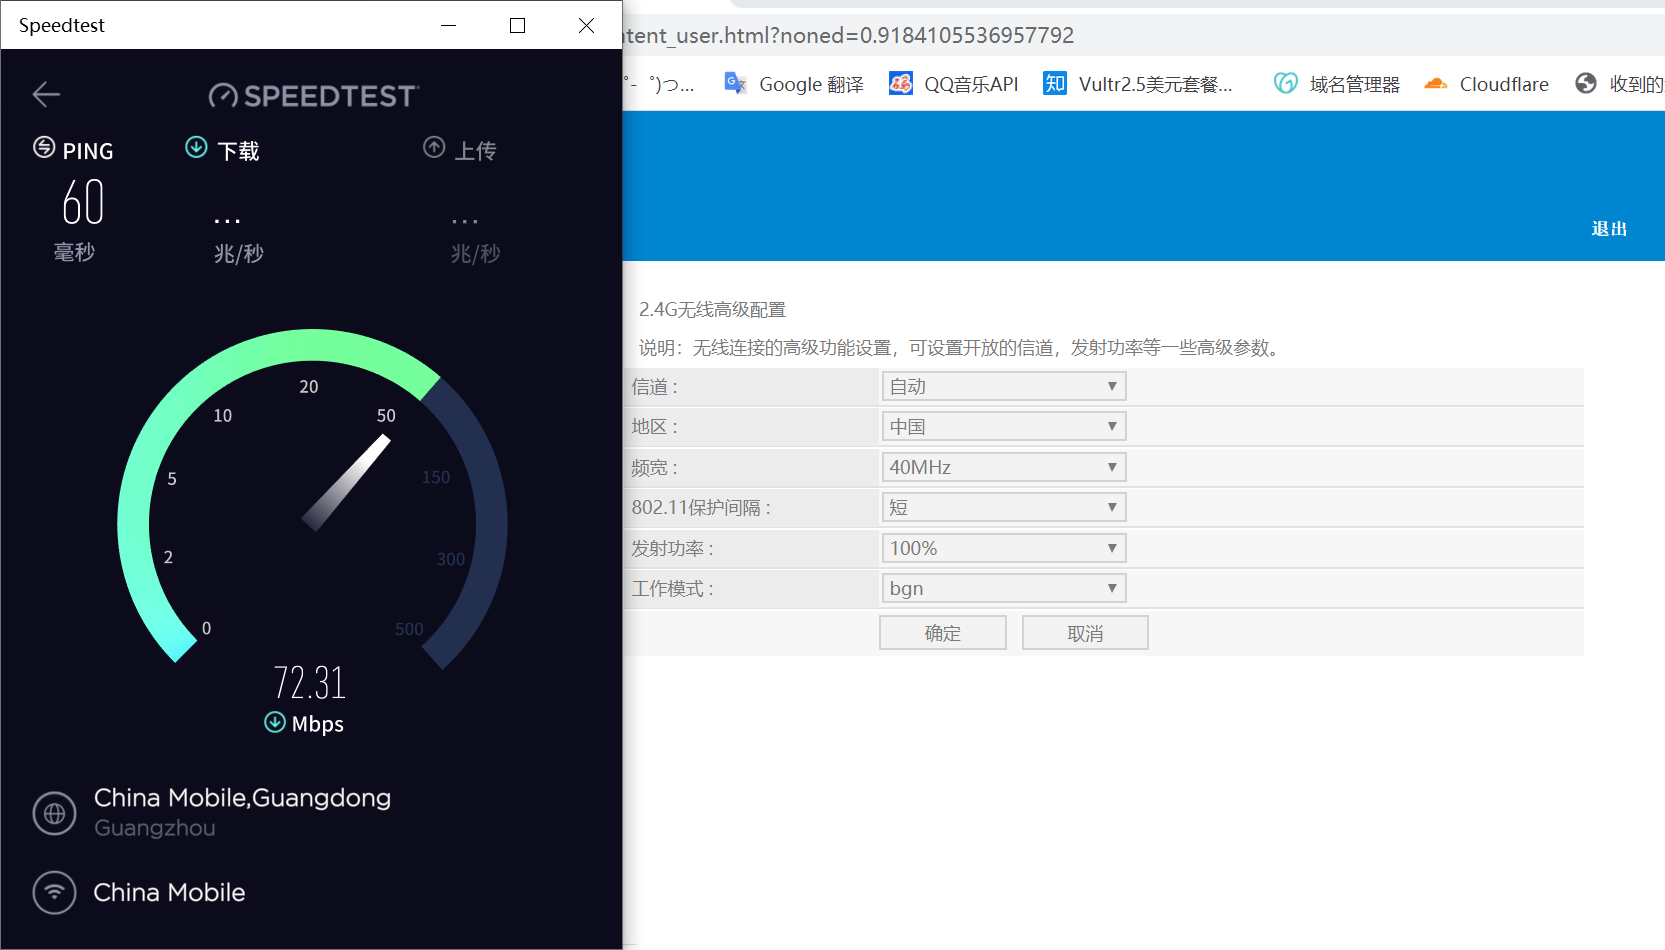 Speedtest
SPEEDTEST
PING
下载
上传
60
...
...
毫秒
兆/秒
兆/秒
20
10
50
5
150
2
300
0
500
72.31
Mbps
China Mobile,Guangdong
Guangzhou
China Mobile
ntent_user.html?noned=0.9184105536957792
Google 翻译
QQ音乐API
知
Vultr2.5美元套餐...
域名管理器
Cloudflare
收到的
退出
2.4G无线高级配置
说明：无线连接的高级功能设置，可设置开放的信道，发射功率等一些高级参数。
信道： 自动
地区： 中国
频宽： 40MHz
802.11保护间隔： 短
发射功率： 100%
工作模式： bgn
确定 取消